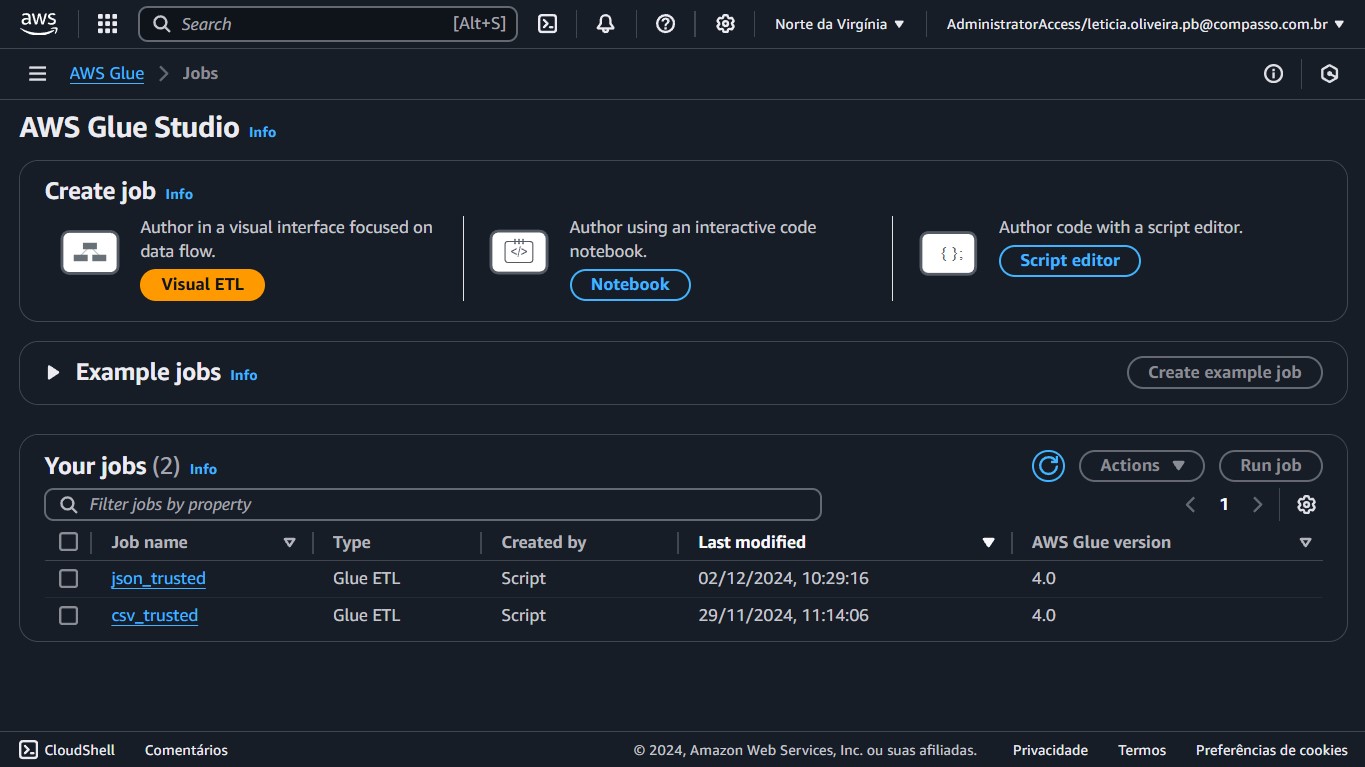 aws Search [Alt+S] Norte da Virgínia AdministratorAccess/leticia.oliveira.pb@compasso.com.br
AWS Glue Jobs
AWS Glue Studio Info
Create job Info
Author in a visual interface focused on
data flow.
Visual ETL
Author using an interactive code
notebook.
Notebook
Author code with a script editor.
Script editor
Example jobs Info Create example job
Your jobs (2) Info Actions Run job
Filter jobs by property 1
Job name Type Created by Last modified AWS Glue version
json_trusted Glue ETL Script 02/12/2024, 10:29:16 4.0
csv_trusted Glue ETL Script 29/11/2024, 11:14:06 4.0
CloudShell Comentários © 2024, Amazon Web Services, Inc. ou suas afiliadas. Privacidade Termos Preferências de cookies